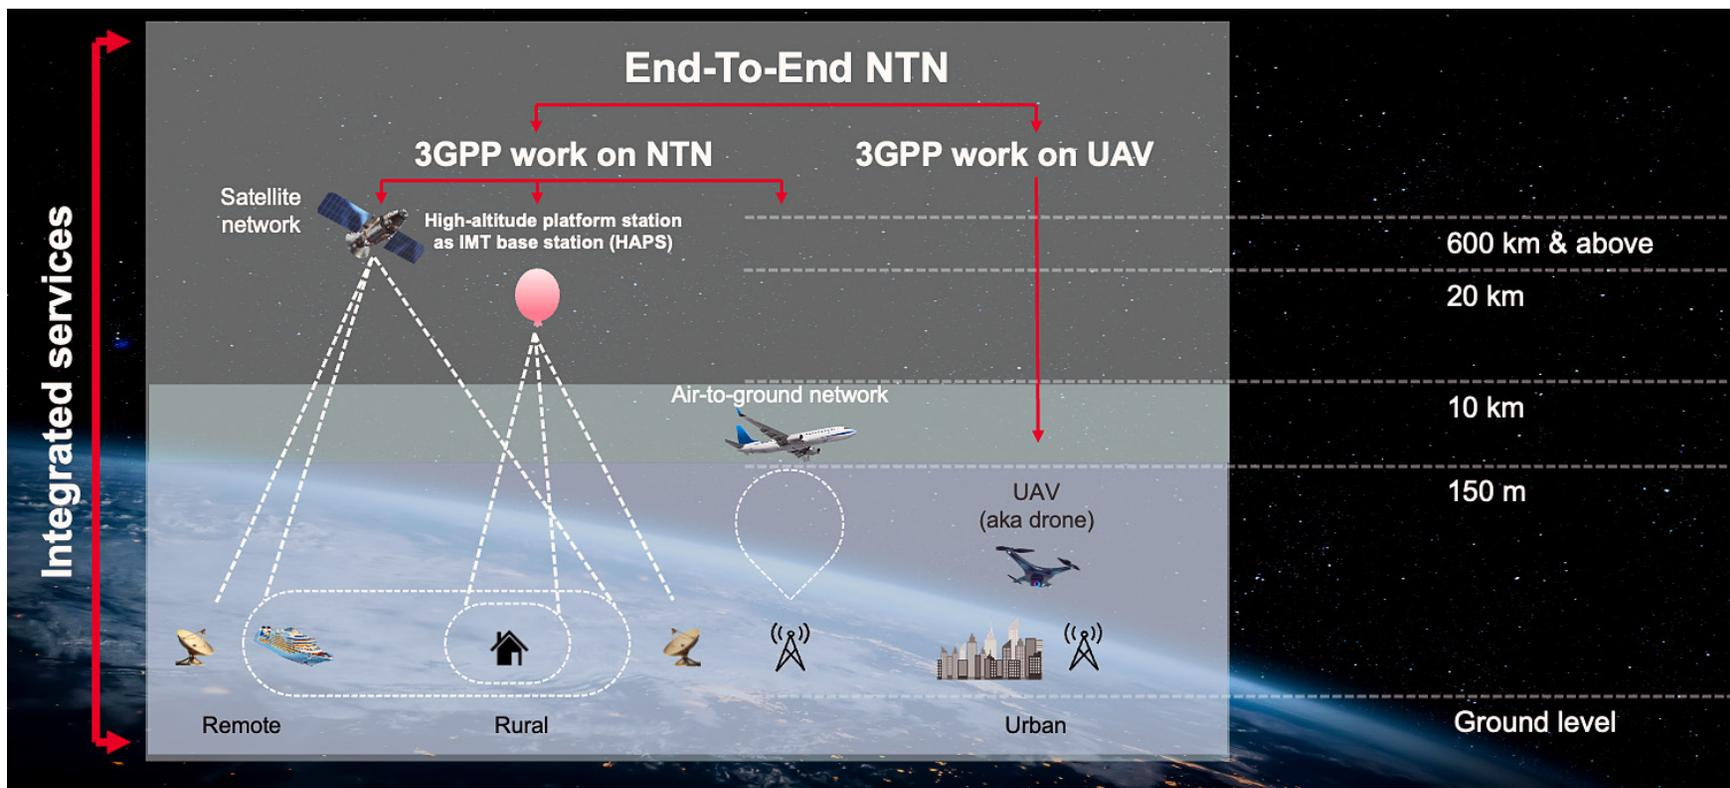 End-To-End NTN
3GPP work on NTN
3GPP work on UAV
Satellite
network
High-altitude platform station
as IMT base station (HAPS)
600 km & above
20 km
Air-to-ground network
10 km
150 m
UAV
(aka drone)
Integrated services
Remote
Rural
Urban
Ground level